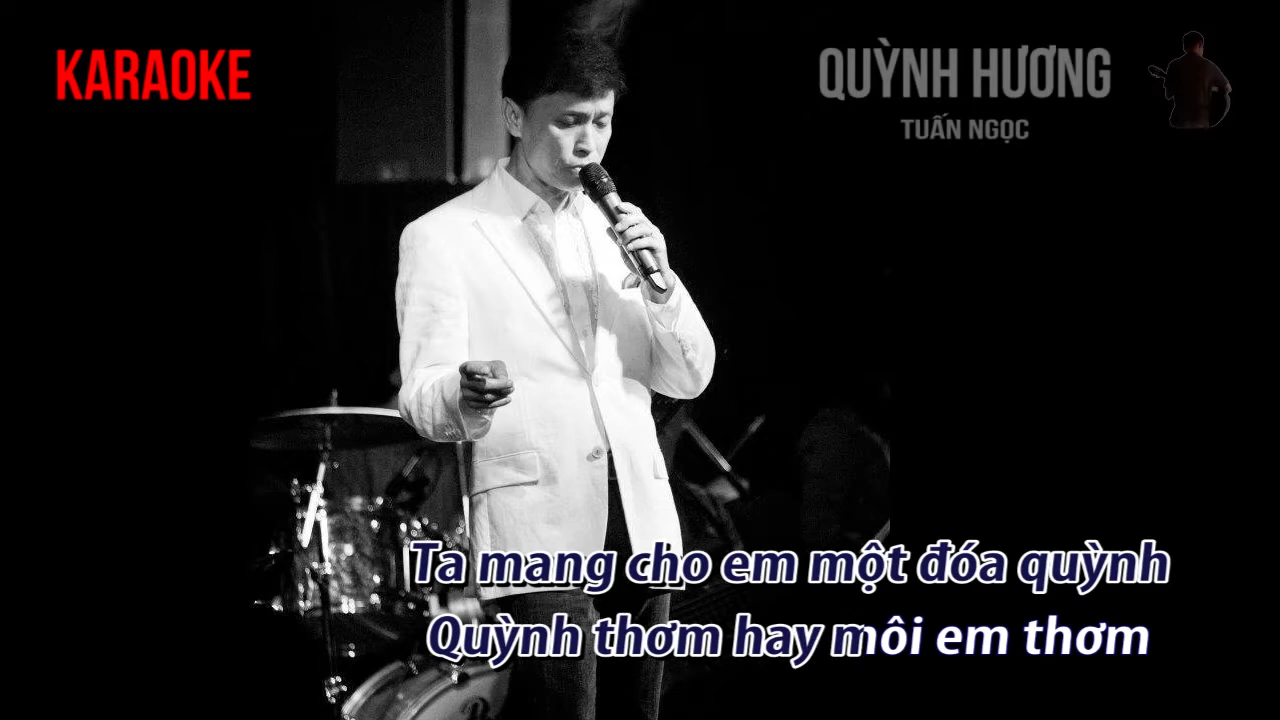 KARAOKE
QUỲNH HƯƠNG
TUẤN NGỌC
Ta mang cho em một đóa quỳnh
Quỳnh thơm hay môi em thơm